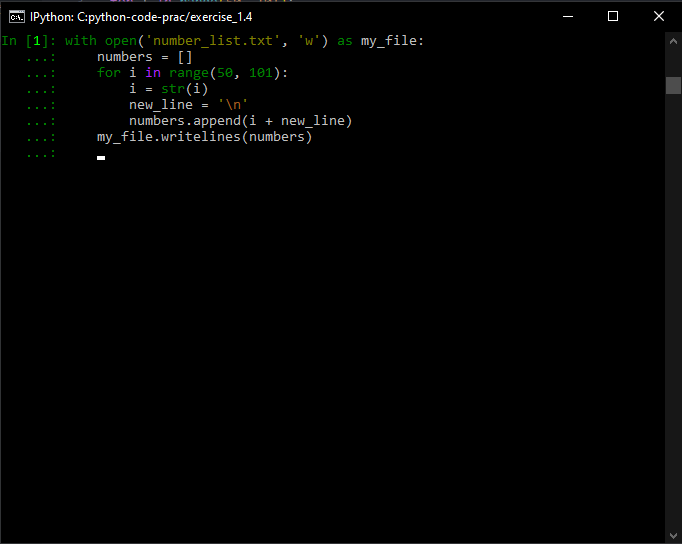 IPython: C:python-code-prac/exercise_1.4
In [1]: with open('number_list.txt', 'w') as my_file:
   ...:     numbers = []
   ...:     for i in range(50, 101):
   ...:         i = str(i)
   ...:         new_line = '\n'
   ...:         numbers.append(i + new_line)
   ...:     my_file.writelines(numbers)
   ...: